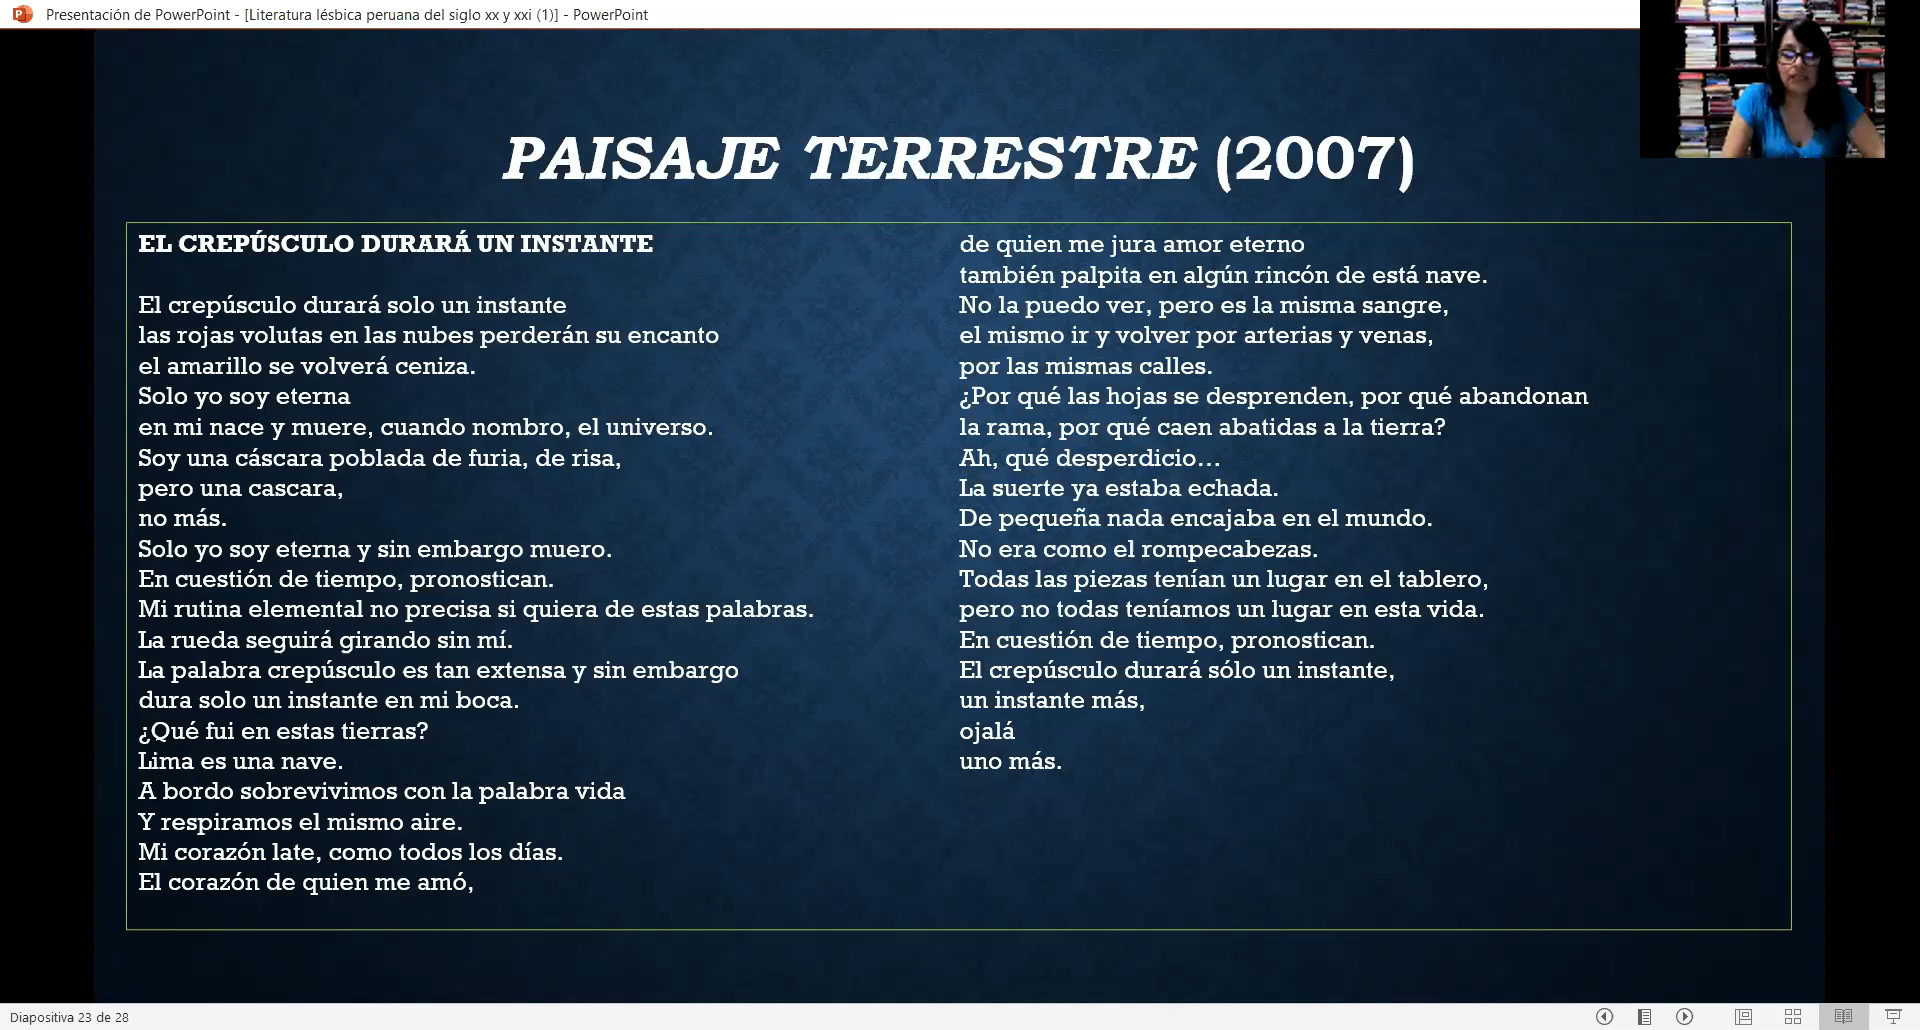 Presentación de PowerPoint - [Literatura lésbica peruana del siglo xx y xxi (1)] - PowerPoint
PAISAJE TERRESTRE (2007)
EL CREPÚSCULO DURARÁ UN INSTANTE
El crepúsculo durará solo un instante
las rojas volutas en las nubes perderán su encanto
el amarillo se volverá ceniza.
Solo yo soy eterna
en mi nace y muere, cuando nombro, el universo.
Soy una cáscara poblada de furia, de risa,
pero una cascara,
no más.
Solo yo soy eterna y sin embargo muero.
En cuestión de tiempo, pronostican.
Mi rutina elemental no precisa si quiera de estas palabras.
La rueda seguirá girando sin mí.
La palabra crepúsculo es tan extensa y sin embargo
dura solo un instante en mi boca.
¿Qué fui en estas tierras?
Lima es una nave.
A bordo sobrevivimos con la palabra vida
Y respiramos el mismo aire.
Mi corazón late, como todos los días.
El corazón de quien me amó,
de quien me jura amor eterno
también palpita en algún rincón de está nave.
No la puedo ver, pero es la misma sangre,
el mismo ir y volver por arterias y venas,
por las mismas calles.
¿Por qué las hojas se desprenden, por qué abandonan
la rama, por qué caen abatidas a la tierra?
Ah, qué desperdicio…
La suerte ya estaba echada.
De pequeña nada encajaba en el mundo.
No era como el rompecabezas.
Todas las piezas tenían un lugar en el tablero,
pero no todas teníamos un lugar en esta vida.
En cuestión de tiempo, pronostican.
El crepúsculo durará sólo un instante,
un instante más,
ojalá
uno más.
Diapositiva 23 de 28